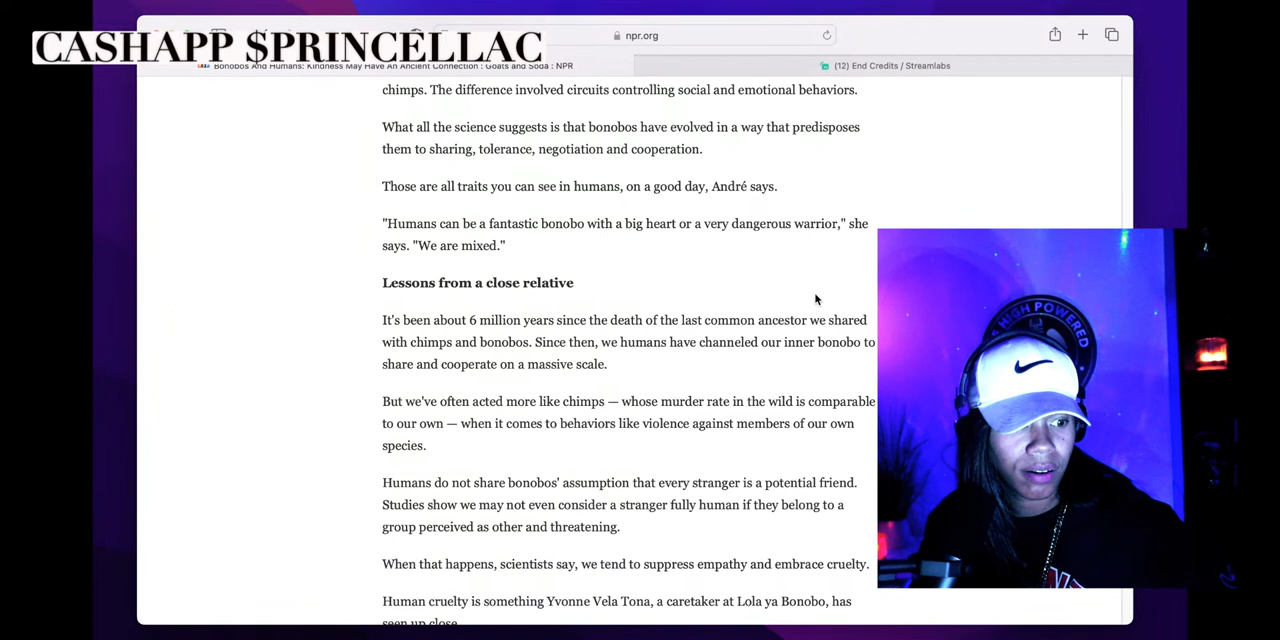 CASHAPP $PRINCELLAC
npr.org
Bonobos And Humans: Kindness May Have An Ancient Connection : Goats and Soda : NPR
(12) End Credits / Streamlabs
chimps. The difference involved circuits controlling social and emotional behaviors.
What all the science suggests is that bonobos have evolved in a way that predisposes
them to sharing, tolerance, negotiation and cooperation.
Those are all traits you can see in humans, on a good day, André says.
"Humans can be a fantastic bonobo with a big heart or a very dangerous warrior," she
says. "We are mixed."
Lessons from a close relative
It's been about 6 million years since the death of the last common ancestor we shared
with chimps and bonobos. Since then, we humans have channeled our inner bonobo to
share and cooperate on a massive scale.
But we've often acted more like chimps — whose murder rate in the wild is comparable
to our own — when it comes to behaviors like violence against members of our own
species.
Humans do not share bonobos' assumption that every stranger is a potential friend.
Studies show we may not even consider a stranger fully human if they belong to a
group perceived as other and threatening.
When that happens, scientists say, we tend to suppress empathy and embrace cruelty.
Human cruelty is something Yvonne Vela Tona, a caretaker at Lola ya Bonobo, has
seen up close.
HIGH POWERED